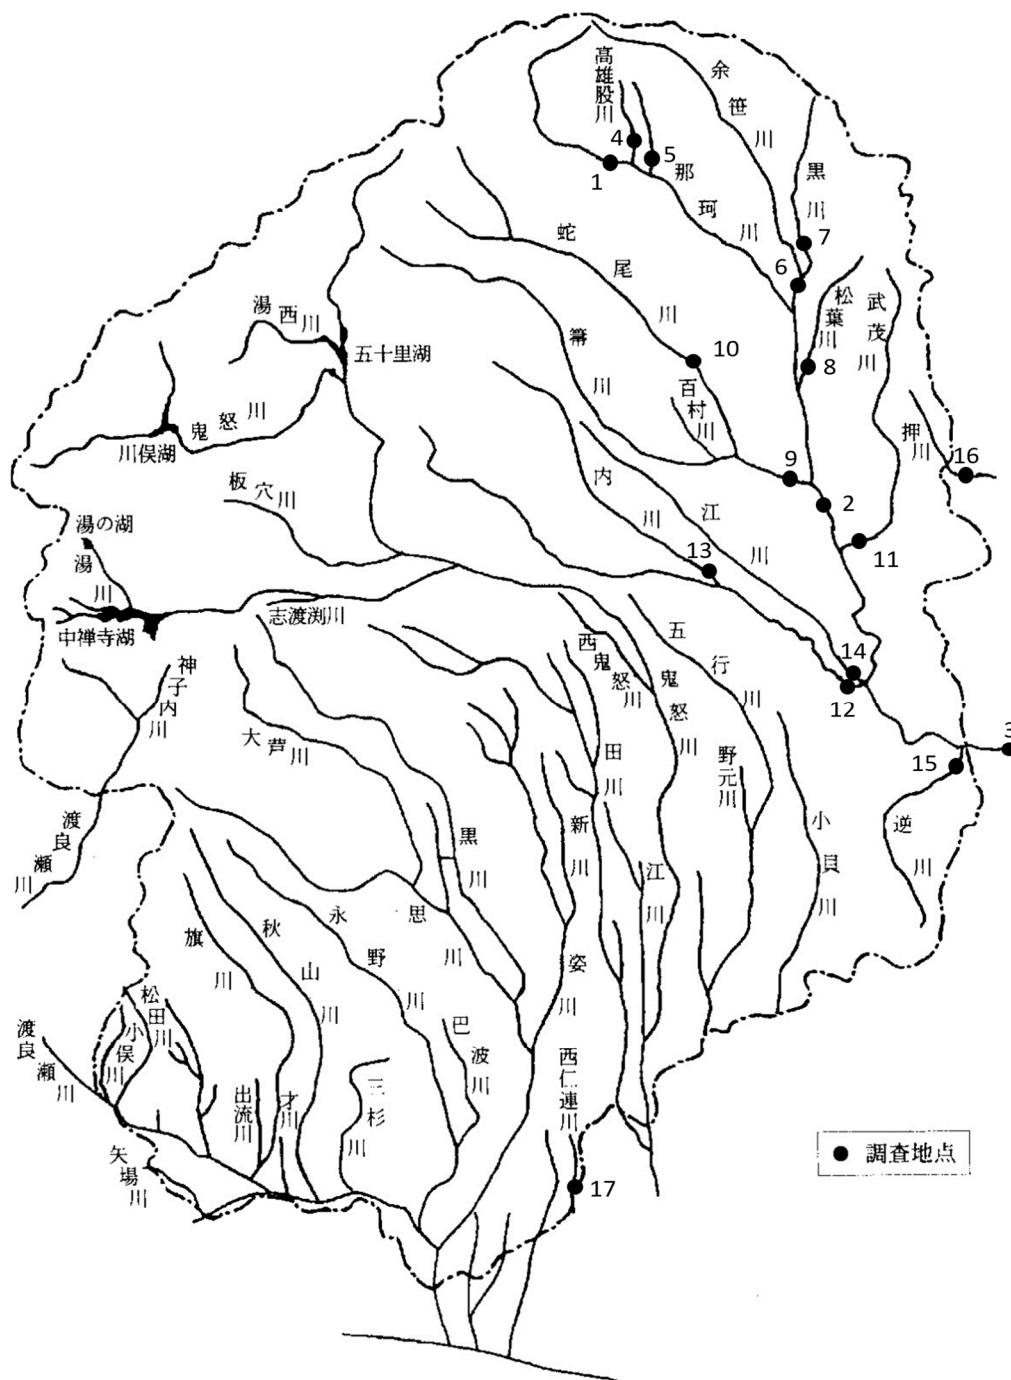 高雄股川
余笹川
黒川
4
5
1
那珂川
7
6
蛇尾川
松葉川
武茂川
湯西川
五十里湖
箒川
10
8
百村川
鬼怒川
川俣湖
押川
16
9
2
板穴川
内川
江川
湯の湖
湯川
13
11
志渡渕川
中禅寺湖
西鬼怒川
鬼怒川
五行川
14
12
神子内川
3
15
大芦川
田川
野元川
渡良瀬川
黒川
新川
小貝川
逆川
江川
旗川
秋山川
永野川
思川
姿川
松田川
小俣川
渡良瀬川
巴波川
西仁連川
三杉川
出流川
才川
矢場川
● 調査地点
17